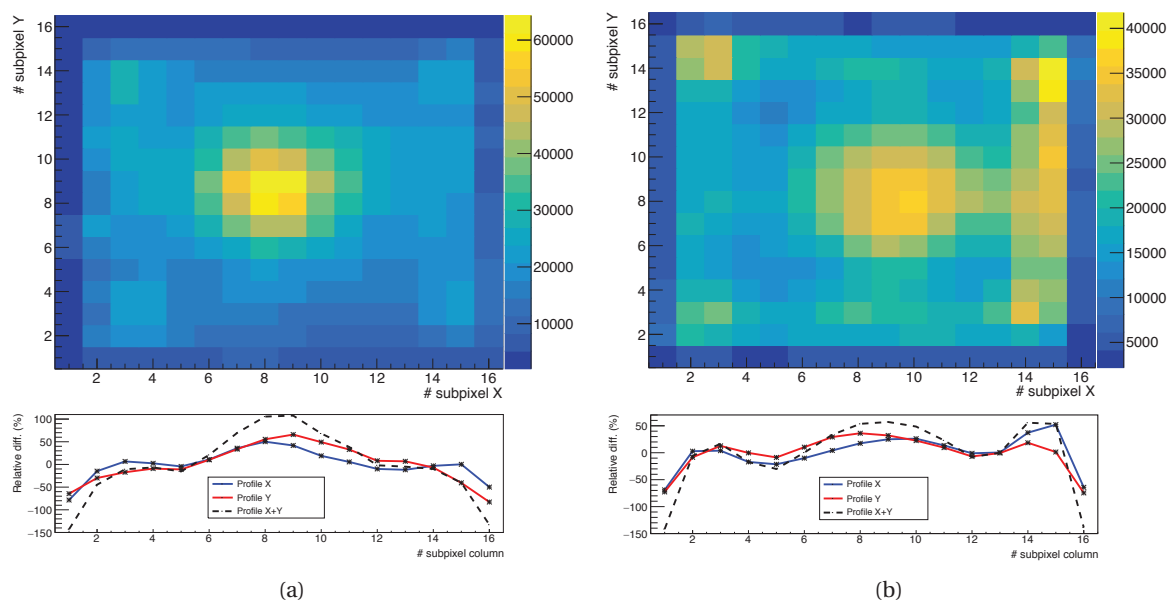 # subpixel Y
16
14
12
10
8
6
4
2
2 4 6 8 10 12 14 16
# subpixel X
60000
50000
40000
30000
20000
10000
Relative diff. (%)
100
50
0
−50
−100
−150
Profile X
Profile Y
Profile X+Y
2 4 6 8 10 12 14 16
# subpixel column
(a)
# subpixel Y
16
14
12
10
8
6
4
2
2 4 6 8 10 12 14 16
# subpixel X
40000
35000
30000
25000
20000
15000
10000
5000
Relative diff. (%)
50
0
−50
−100
−150
Profile X
Profile Y
Profile X+Y
2 4 6 8 10 12 14 16
# subpixel column
(b)